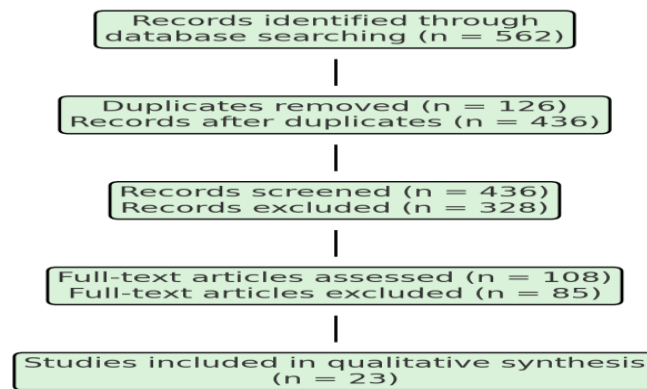 Records identified through
database searching (n = 562)
Duplicates removed (n = 126)
Records after duplicates (n = 436)
Records screened (n = 436)
Records excluded (n = 328)
Full-text articles assessed (n = 108)
Full-text articles excluded (n = 85)
Studies included in qualitative synthesis
(n = 23)